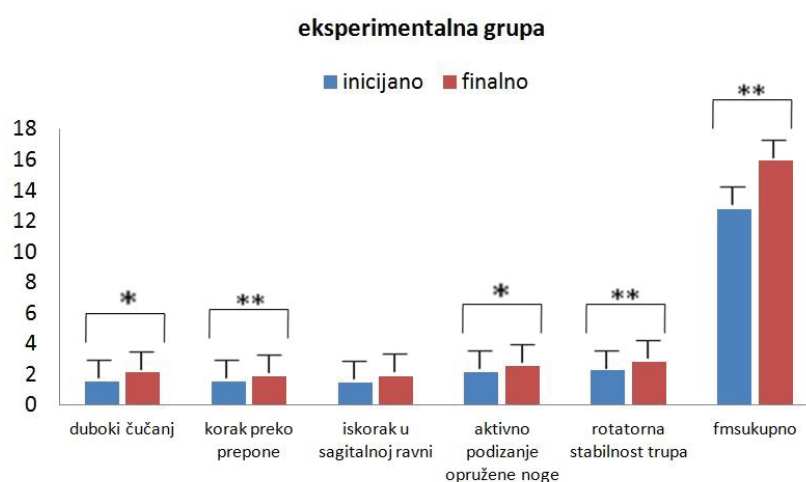 eksperimentalna grupa
inicijano finalno
**
18
16
14
12
10
8
6
4
2
0
* ** * **
duboki čučanj
korak preko
prepone
iskorak u
sagitalnoj ravni
aktivno
podizanje
opružene noge
rotatorna
stabilnost trupa
fmsukupno